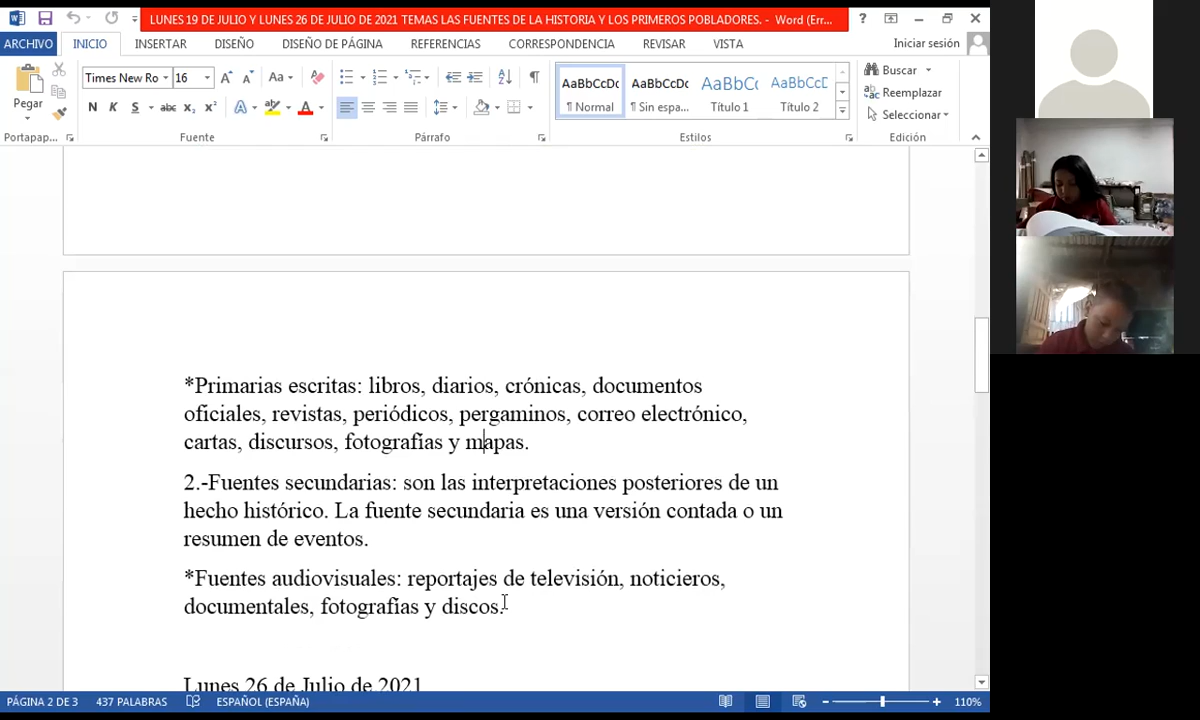 LUNES 19 DE JULIO Y LUNES 26 DE JULIO DE 2021 TEMAS LAS FUENTES DE LA HISTORIA Y LOS PRIMEROS POBLADORES. - Word (Err...
ARCHIVO INICIO INSERTAR DISEÑO DISEÑO DE PÁGINA REFERENCIAS CORRESPONDENCIA REVISAR VISTA Iniciar sesión
Times New Ro 16 Aa
Pegar
N K S abc x₂ x² A ab A
AaBbCcDc AaBbCcDc AaBbCc AaBbCcD
¶ Normal ¶ Sin espa... Título 1 Título 2
Buscar
Reemplazar
Seleccionar
Portapap... Fuente Párrafo Estilos Edición
*Primarias escritas: libros, diarios, crónicas, documentos
oficiales, revistas, periódicos, pergaminos, correo electrónico,
cartas, discursos, fotografías y mapas.
2.-Fuentes secundarias: son las interpretaciones posteriores de un
hecho histórico. La fuente secundaria es una versión contada o un
resumen de eventos.
*Fuentes audiovisuales: reportajes de televisión, noticieros,
documentales, fotografías y discos.
Lunes 26 de Julio de 2021
PÁGINA 2 DE 3 437 PALABRAS ESPAÑOL (ESPAÑA) 110%